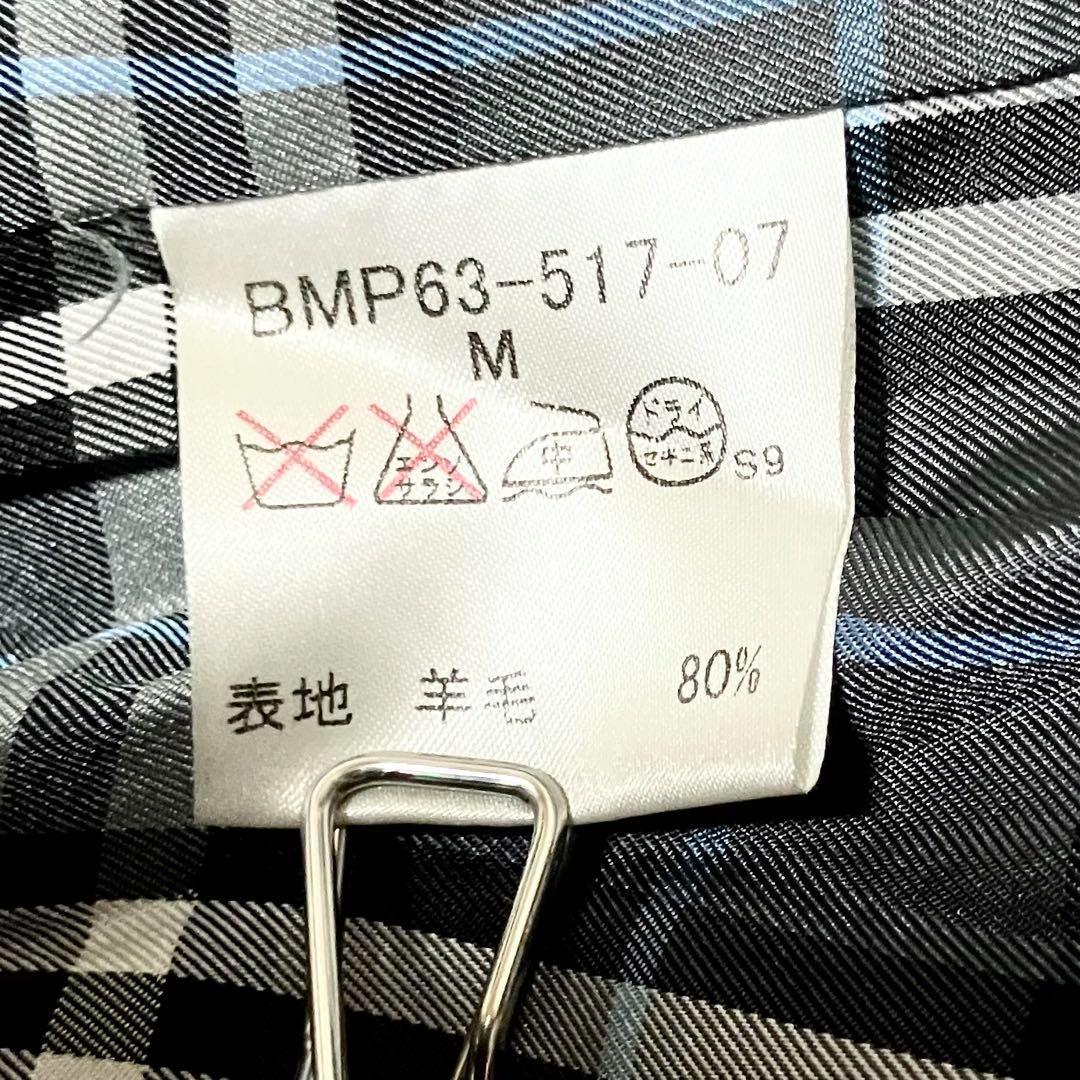 BMP63-517-07
M
エンソ
サラシ
中
ドライ
セキユ系
S9
表地 羊毛 80%